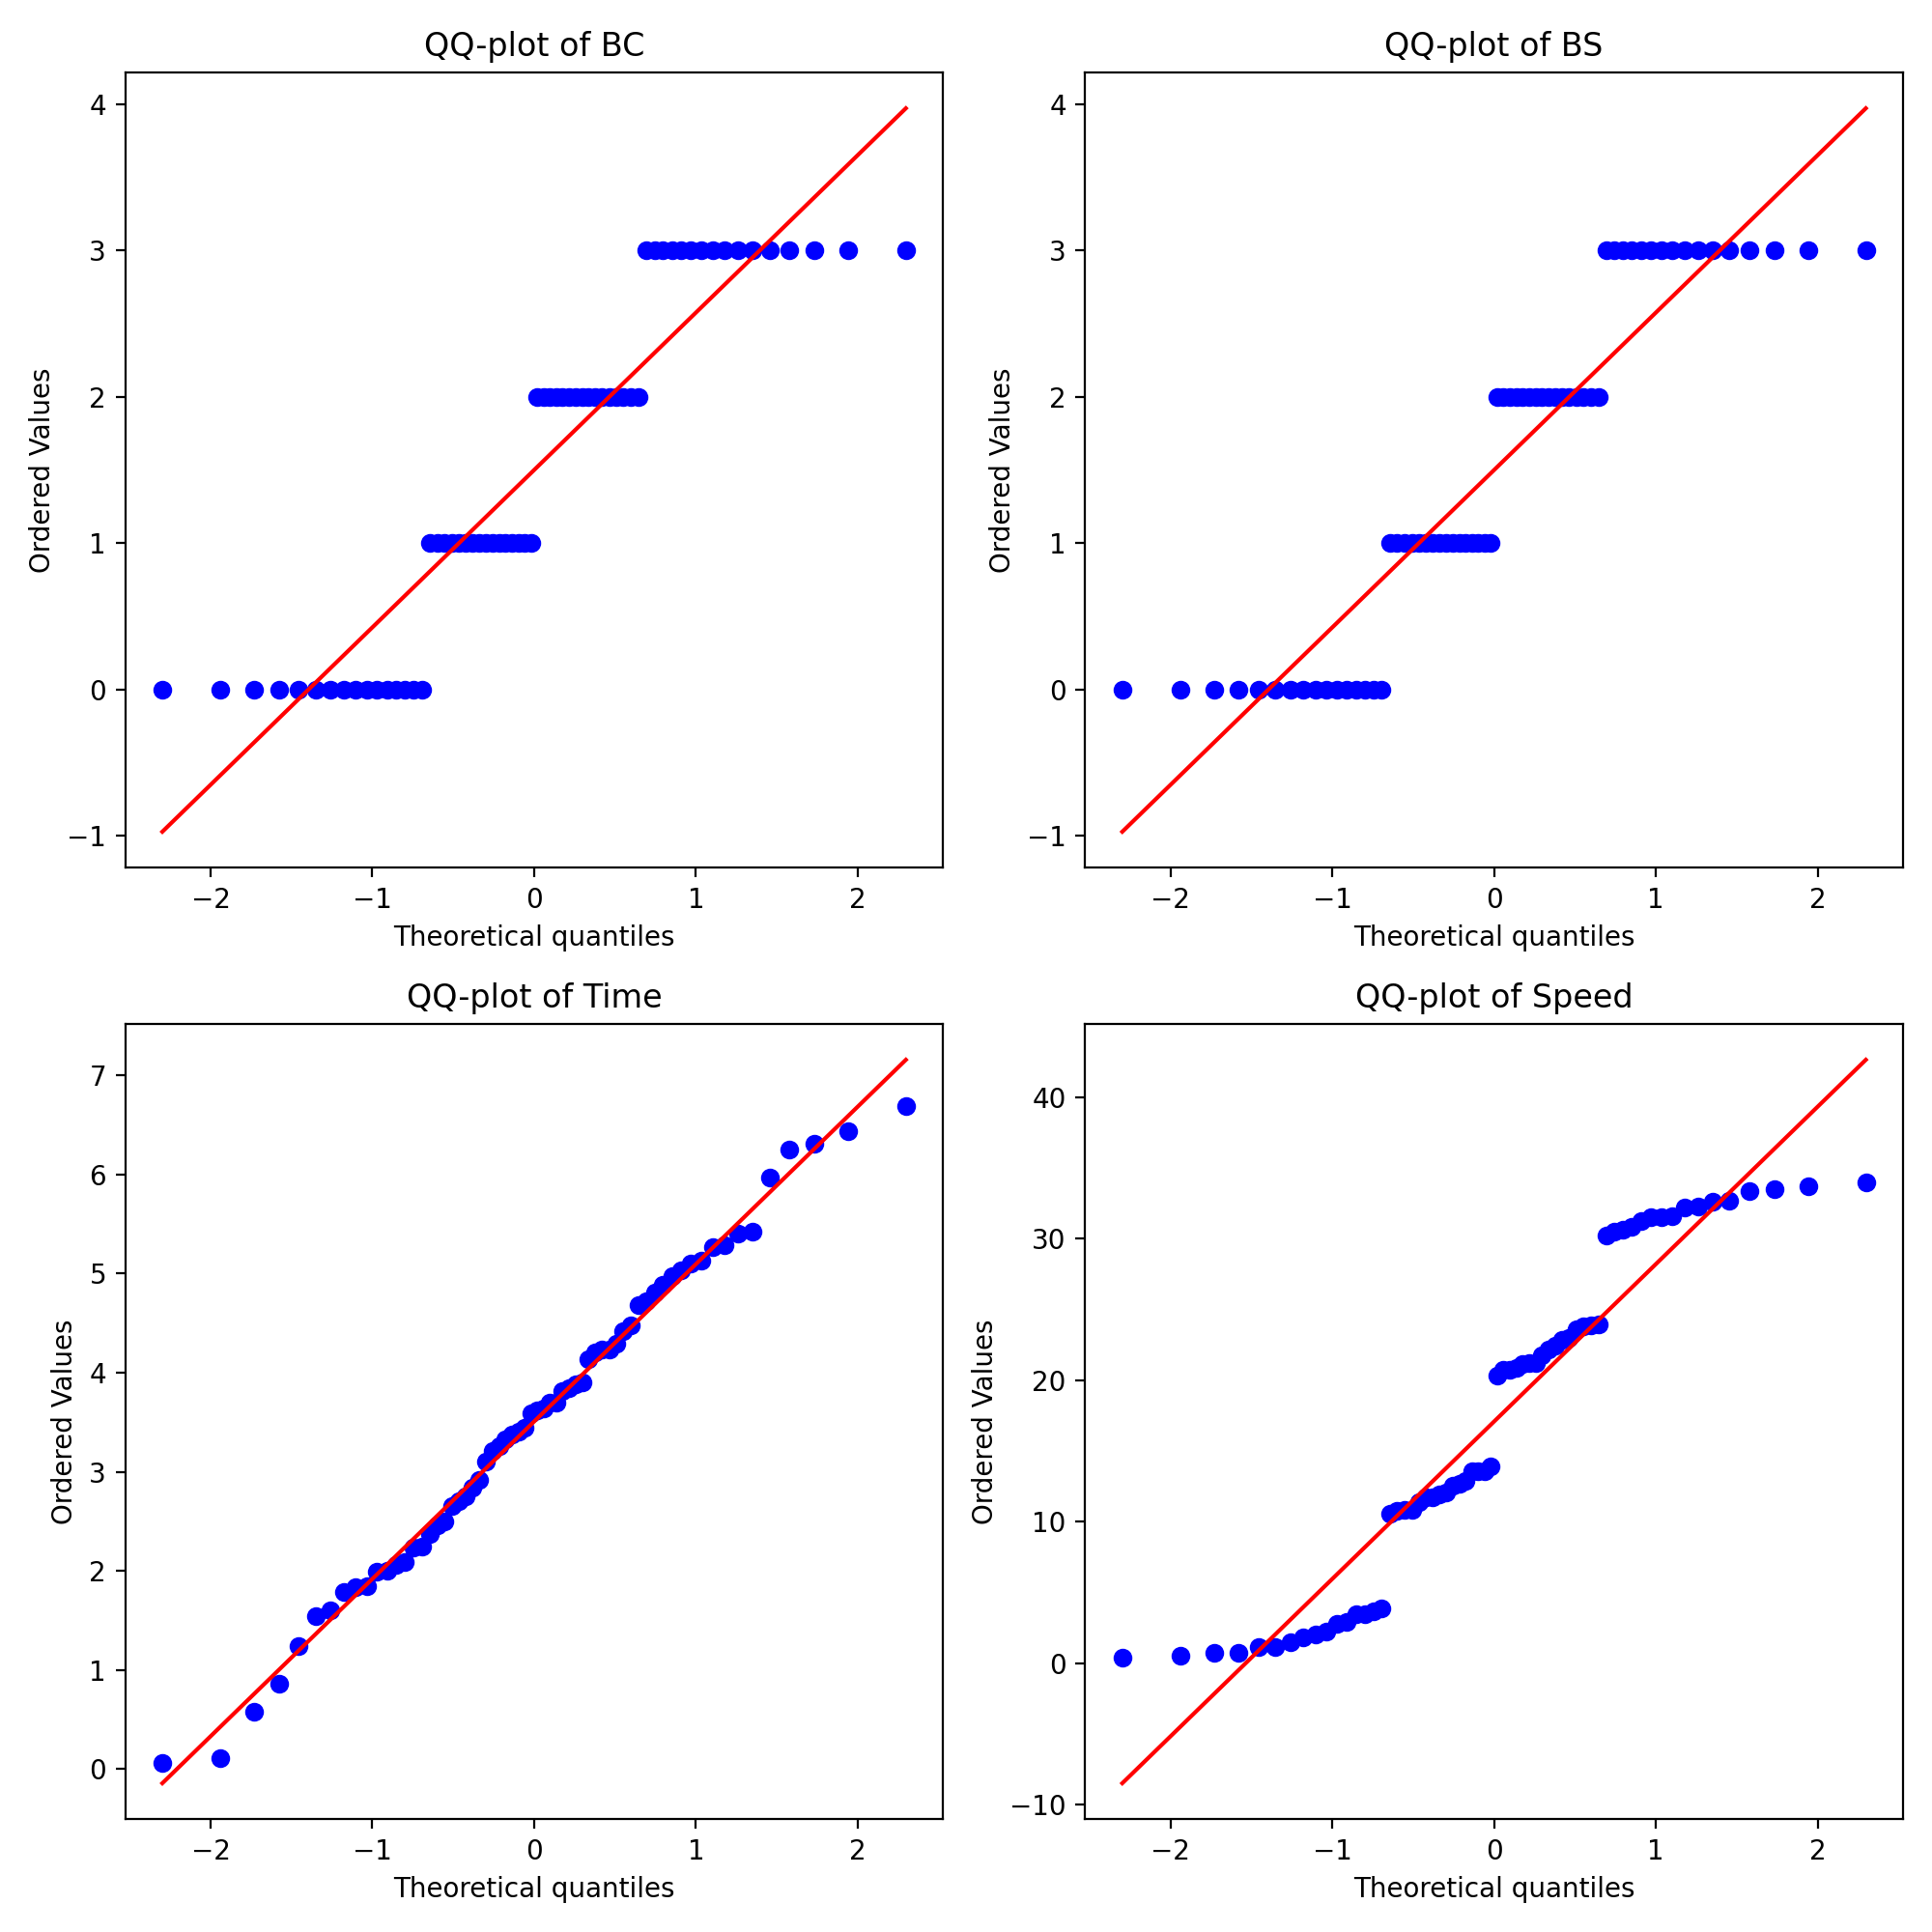 QQ-plot of BC
4
3
2
1
0
−1
Ordered Values
−2 −1 0 1 2
Theoretical quantiles
QQ-plot of BS
4
3
2
1
0
−1
Ordered Values
−2 −1 0 1 2
Theoretical quantiles
QQ-plot of Time
7
6
5
4
3
2
1
0
Ordered Values
−2 −1 0 1 2
Theoretical quantiles
QQ-plot of Speed
40
30
20
10
0
−10
Ordered Values
−2 −1 0 1 2
Theoretical quantiles